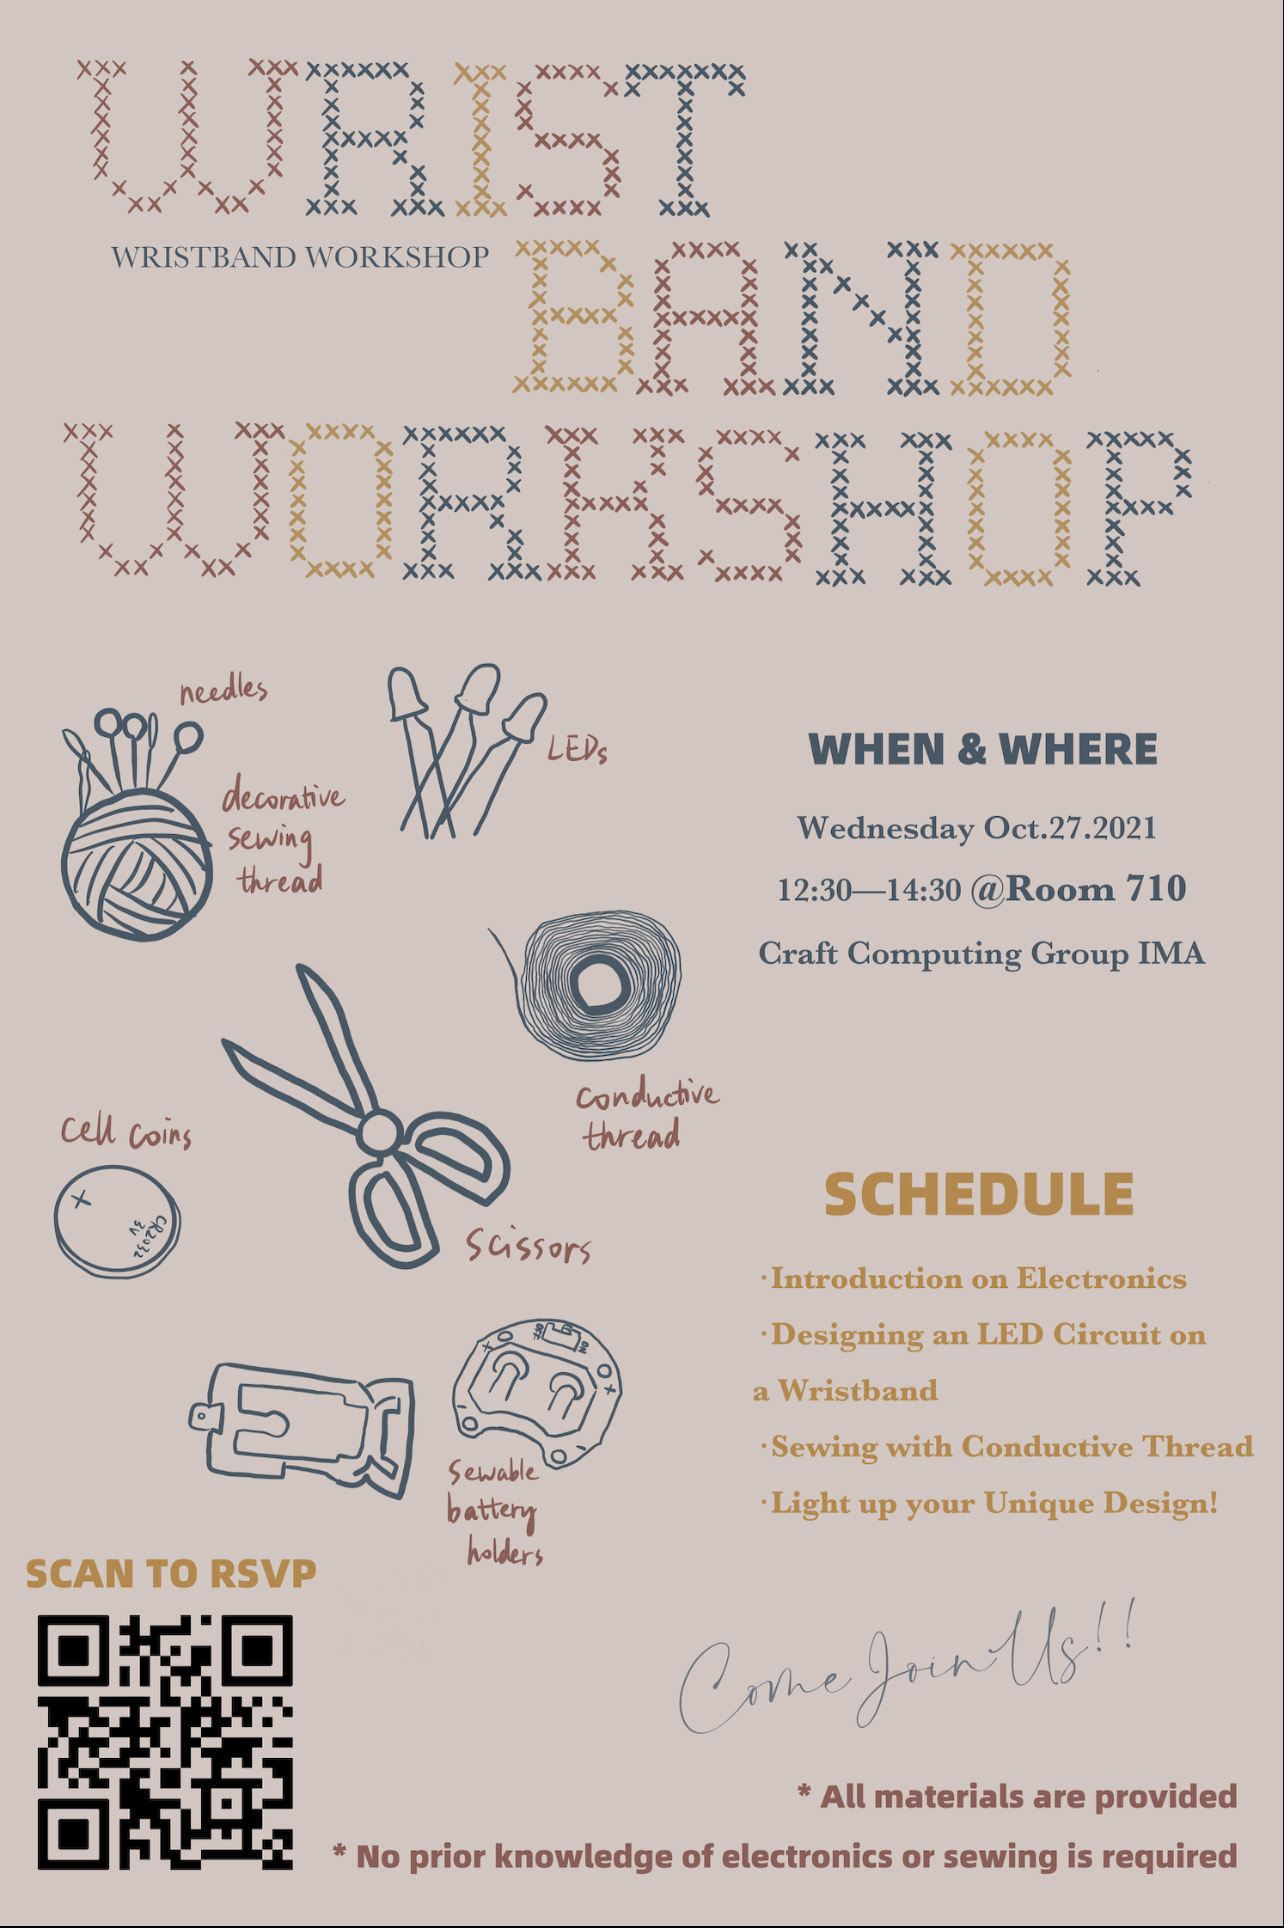 WRIST
WRISTBAND WORKSHOP
BAND
WORKSHOP
needles
LEDs
decorative
sewing
thread
WHEN & WHERE
Wednesday Oct.27.2021
12:30—14:30 @Room 710
Craft Computing Group IMA
conductive
thread
Cell coins
+
CR2032
3V
Scissors
SCHEDULE
·Introduction on Electronics
·Designing an LED Circuit on
a Wristband
·Sewing with Conductive Thread
·Light up your Unique Design!
OFF
ON
+
+
-
-
Sewable
battery
holders
SCAN TO RSVP
Come Join Us!!
* All materials are provided
* No prior knowledge of electronics or sewing is required